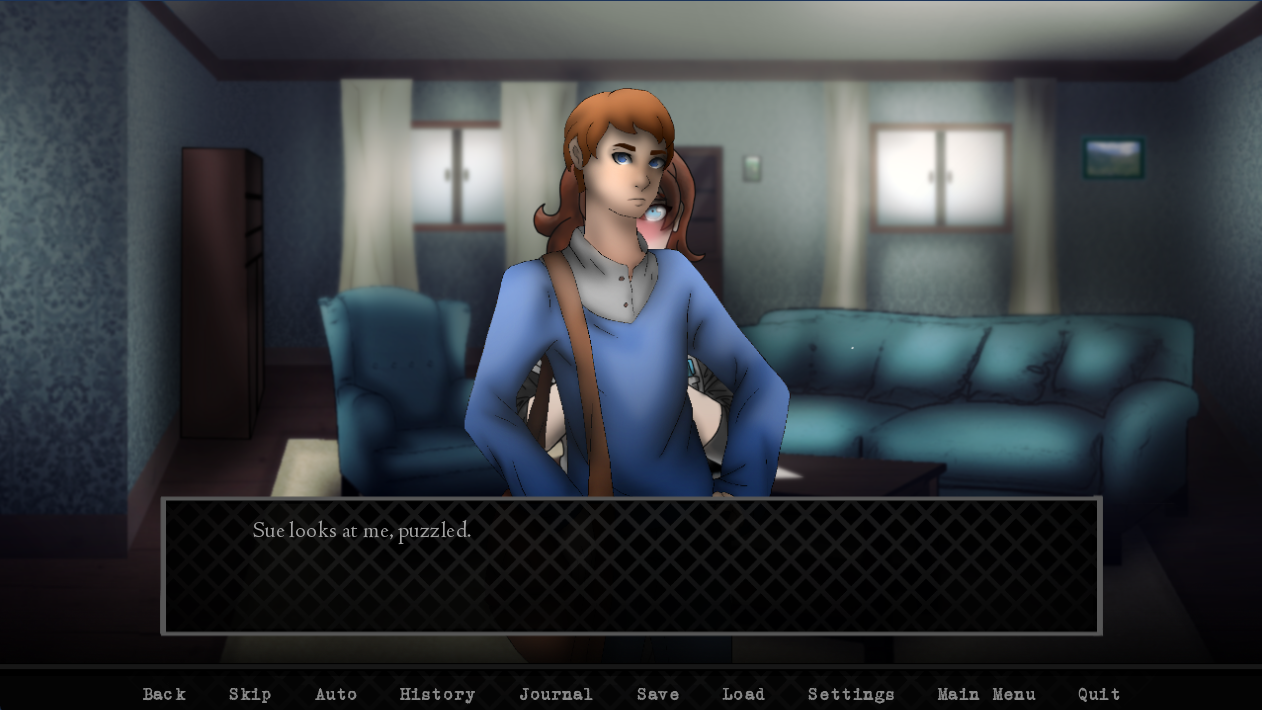 Sue looks at me, puzzled.
Back Skip Auto History Journal Save Load Settings Main Menu Quit